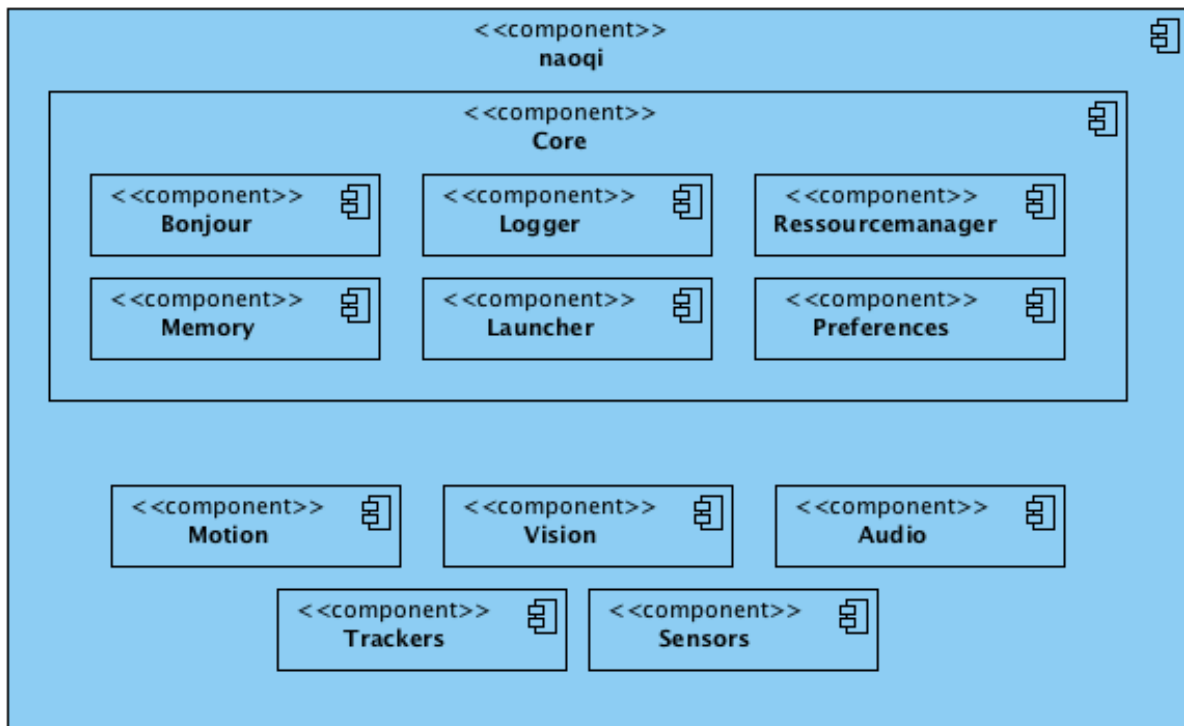 <<component>>
naoqi
<<component>>
Core
<<component>> <<component>> <<component>>
Bonjour Logger Ressourcemanager
<<component>> <<component>> <<component>>
Memory Launcher Preferences
<<component>> <<component>> <<component>>
Motion Vision Audio
<<component>> <<component>>
Trackers Sensors